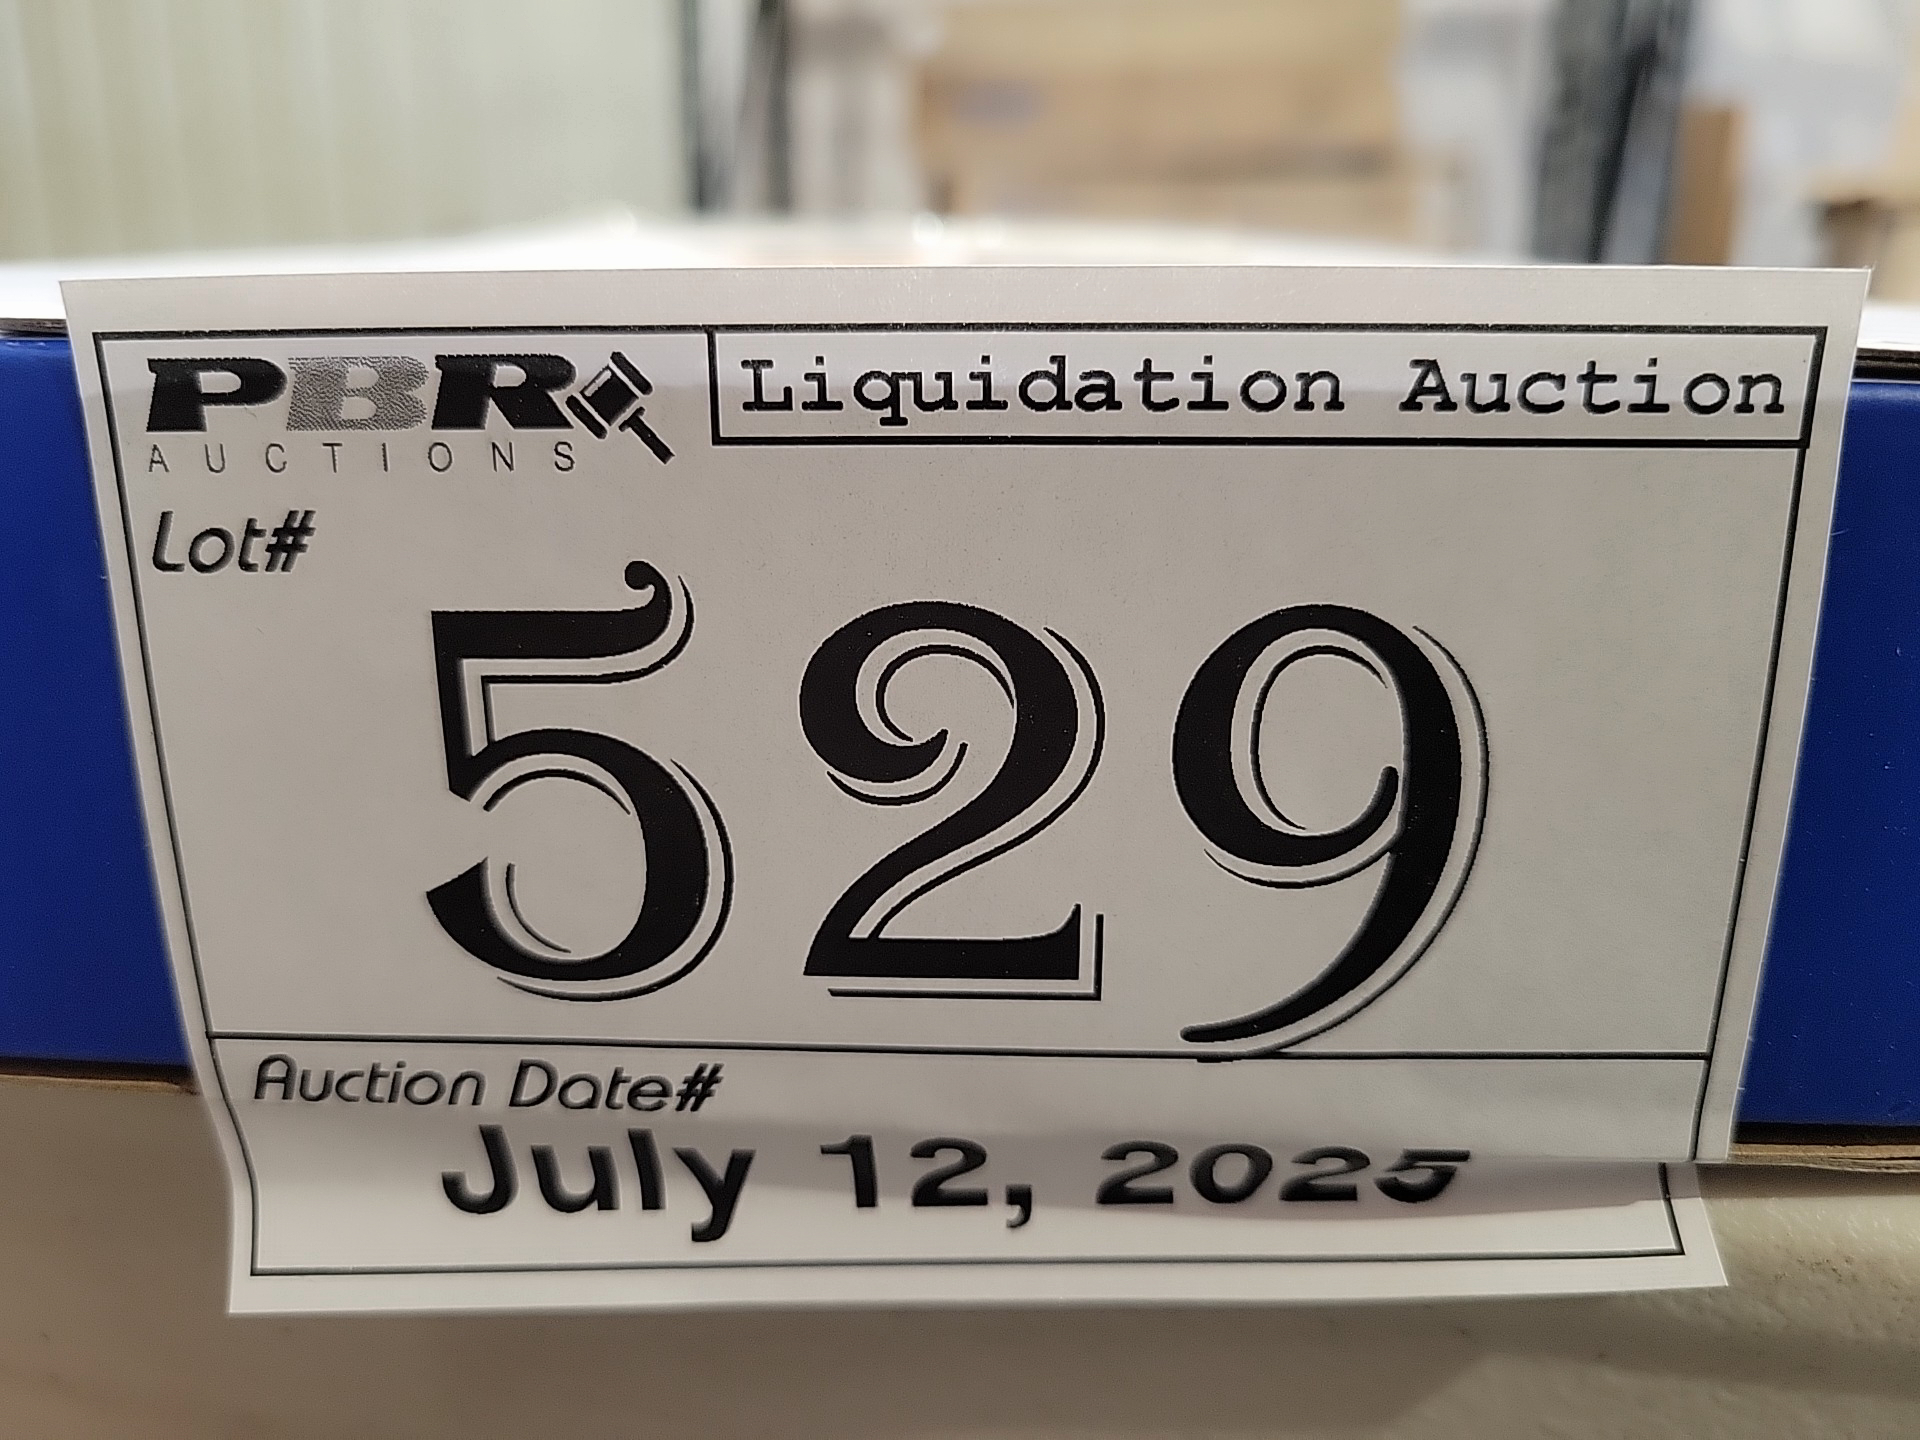 PBR
AUCTIONS
Liquidation Auction
Lot#
529
Auction Date#
July 12, 2025